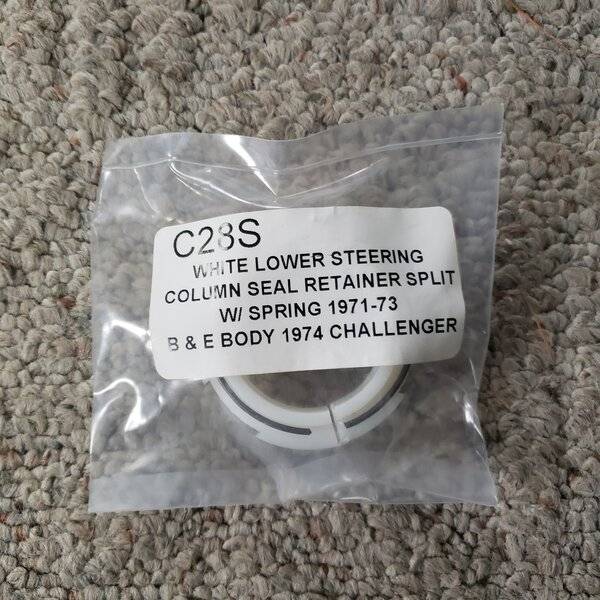 C28S
WHITE LOWER STEERING
COLUMN SEAL RETAINER SPLIT
W/ SPRING 1971-73
B & E BODY 1974 CHALLENGER